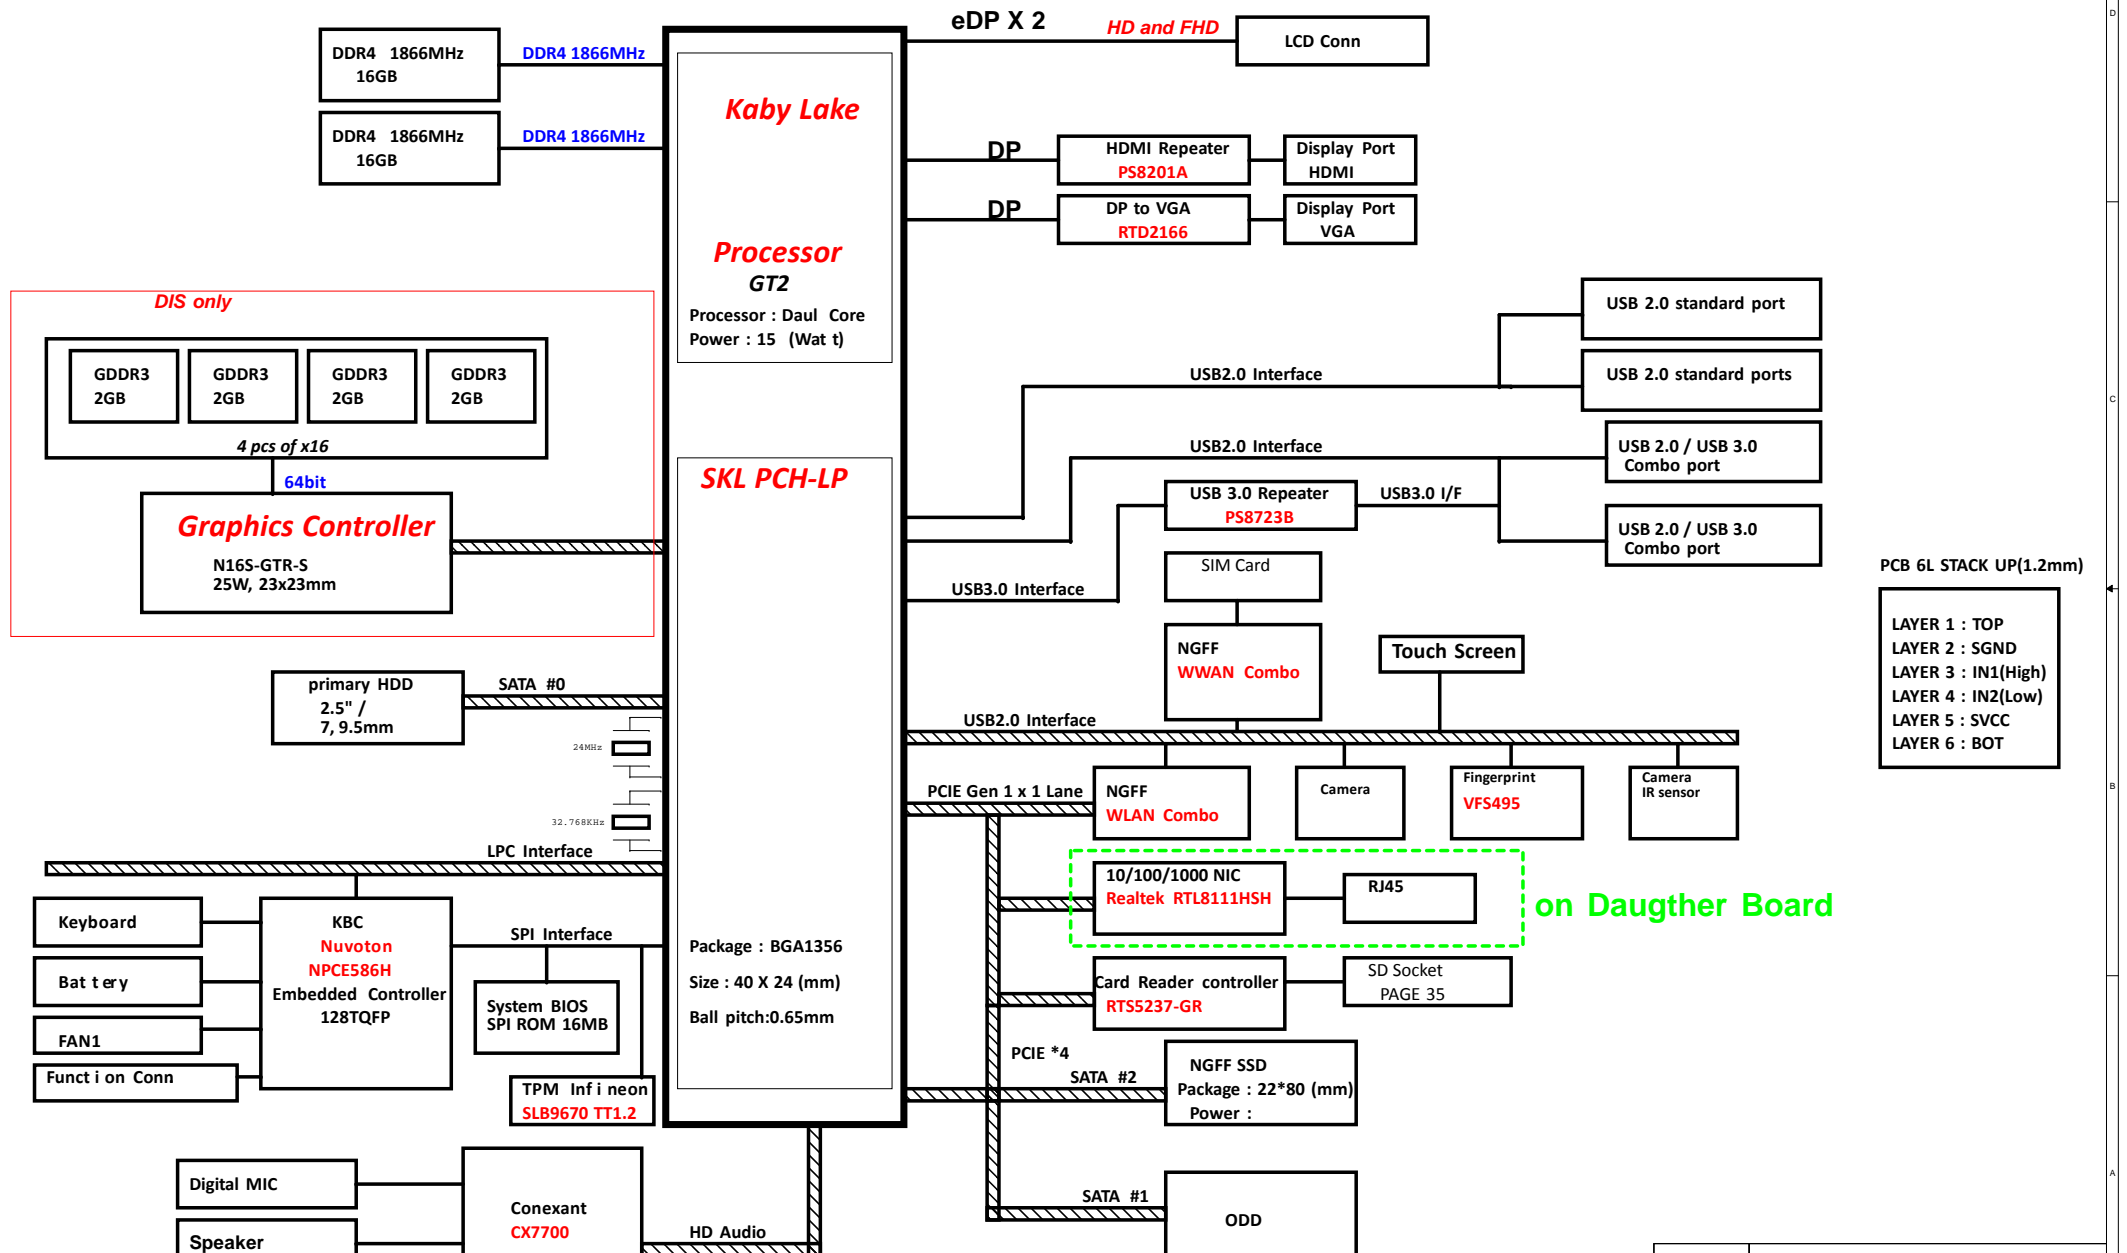 eDP X 2
HD and FHD
LCD Conn
DDR4 1866MHz
16GB
DDR4 1866MHz
DDR4 1866MHz
16GB
DDR4 1866MHz
Kaby Lake
Processor
GT2
Processor : Daul Core
Power : 15 (Wat t)
DP
HDMI Repeater
PS8201A
Display Port
HDMI
DP
DP to VGA
RTD2166
Display Port
VGA
DIS only
GDDR3
2GB
GDDR3
2GB
GDDR3
2GB
GDDR3
2GB
4 pcs of x16
64bit
Graphics Controller
N16S-GTR-S
25W, 23x23mm
USB 2.0 standard port
USB2.0 Interface
USB 2.0 standard ports
USB2.0 Interface
USB 2.0 / USB 3.0
Combo port
SKL PCH-LP
USB 3.0 Repeater
PS8723B
USB3.0 I/F
USB 2.0 / USB 3.0
Combo port
USB3.0 Interface
SIM Card
NGFF
WWAN Combo
Touch Screen
PCB 6L STACK UP(1.2mm)
LAYER 1 : TOP
LAYER 2 : SGND
LAYER 3 : IN1(High)
LAYER 4 : IN2(Low)
LAYER 5 : SVCC
LAYER 6 : BOT
primary HDD
2.5" /
7, 9.5mm
SATA #0
24MHz
32.768KHz
USB2.0 Interface
PCIE Gen 1 x 1 Lane
NGFF
WLAN Combo
Camera
Fingerprint
VFS495
Camera
IR sensor
LPC Interface
10/100/1000 NIC
Realtek RTL8111HSH
RJ45
on Daugther Board
Keyboard
Bat t ery
FAN1
Funct i on Conn
KBC
Nuvoton
NPCE586H
Embedded Controller
128TQFP
SPI Interface
System BIOS
SPI ROM 16MB
TPM Inf i neon
SLB9670 TT1.2
Package : BGA1356
Size : 40 X 24 (mm)
Ball pitch:0.65mm
Card Reader controller
RTS5237-GR
SD Socket
PAGE 35
PCIE *4
SATA #2
NGFF SSD
Package : 22*80 (mm)
Power :
Digital MIC
Speaker
Conexant
CX7700
HD Audio
SATA #1
ODD
D
C
B
A